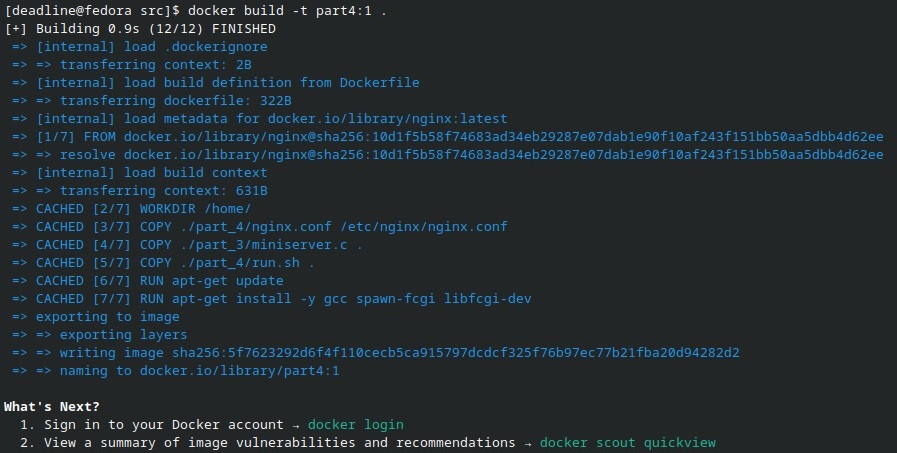 [deadline@fedora src]$ docker build -t part4:1 .
[+] Building 0.9s (12/12) FINISHED
=> [internal] load .dockerignore
=> => transferring context: 2B
=> [internal] load build definition from Dockerfile
=> => transferring dockerfile: 322B
=> [internal] load metadata for docker.io/library/nginx:latest
=> [1/7] FROM docker.io/library/nginx@sha256:10d1f5b58f74683ad34eb29287e07dab1e90f10af243f151bb50aa5dbb4d62ee
=> => resolve docker.io/library/nginx@sha256:10d1f5b58f74683ad34eb29287e07dab1e90f10af243f151bb50aa5dbb4d62ee
=> [internal] load build context
=> => transferring context: 631B
=> CACHED [2/7] WORKDIR /home/
=> CACHED [3/7] COPY ./part_4/nginx.conf /etc/nginx/nginx.conf
=> CACHED [4/7] COPY ./part_3/miniserver.c .
=> CACHED [5/7] COPY ./part_4/run.sh .
=> CACHED [6/7] RUN apt-get update
=> CACHED [7/7] RUN apt-get install -y gcc spawn-fcgi libfcgi-dev
=> exporting to image
=> => exporting layers
=> => writing image sha256:5f7623292d6f4f110cecb5ca915797dcdcf325f76b97ec77b21fba20d94282d2
=> => naming to docker.io/library/part4:1
What's Next?
1. Sign in to your Docker account → docker login
2. View a summary of image vulnerabilities and recommendations → docker scout quickview